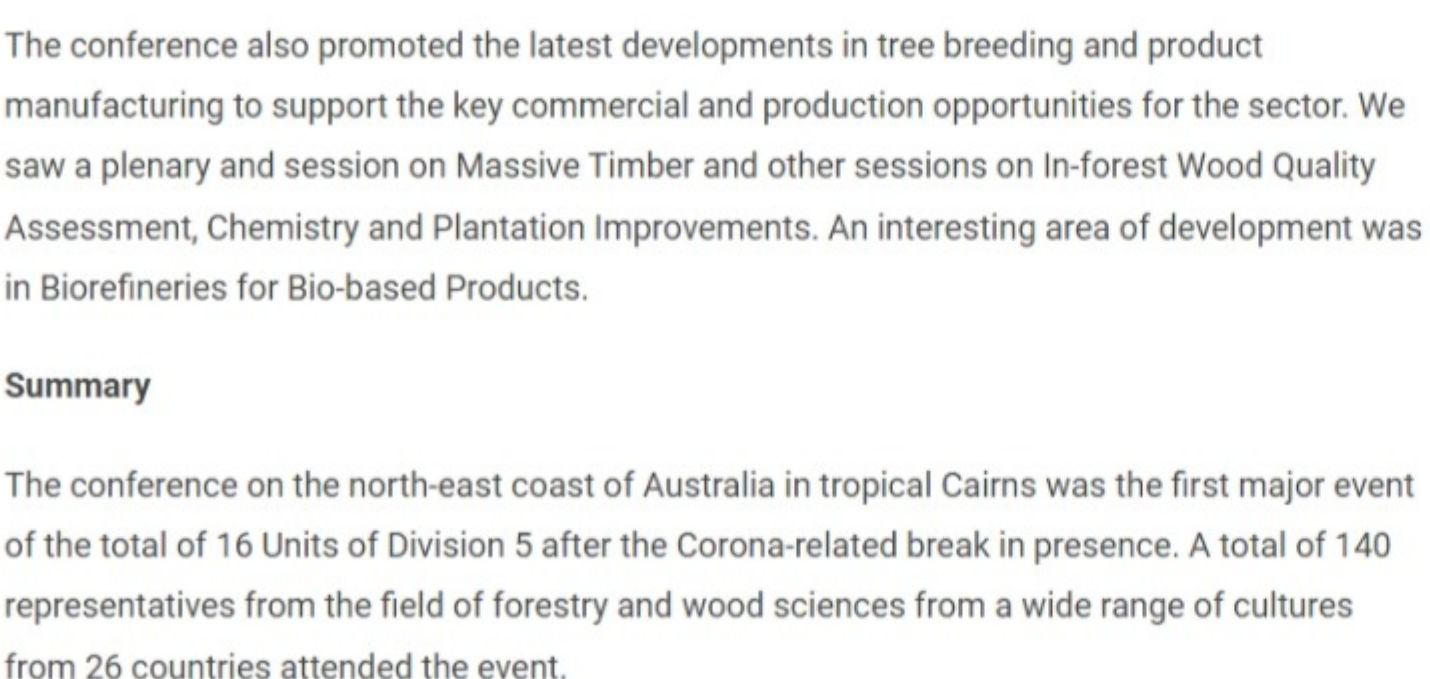 The conference also promoted the latest developments in tree breeding and product
manufacturing to support the key commercial and production opportunities for the sector. We
saw a plenary and session on Massive Timber and other sessions on In-forest Wood Quality
Assessment, Chemistry and Plantation Improvements. An interesting area of development was
in Biorefineries for Bio-based Products.
Summary
The conference on the north-east coast of Australia in tropical Cairns was the first major event
of the total of 16 Units of Division 5 after the Corona-related break in presence. A total of 140
representatives from the field of forestry and wood sciences from a wide range of cultures
from 26 countries attended the event.